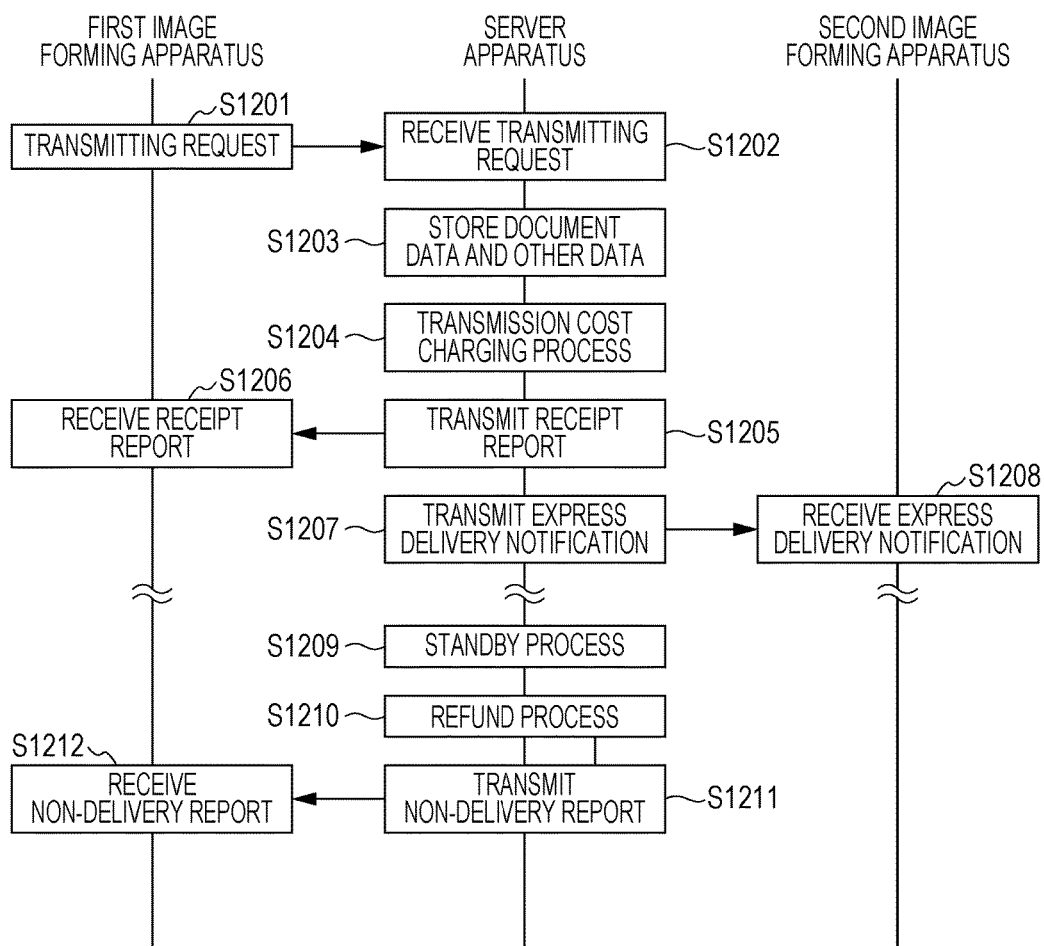 FIRST IMAGE
FORMING APPARATUS
SERVER
APPARATUS
SECOND IMAGE
FORMING APPARATUS
S1201
TRANSMITTING REQUEST
RECEIVE TRANSMITTING
REQUEST
S1202
S1203
STORE DOCUMENT
DATA AND OTHER DATA
S1204
TRANSMISSION COST
CHARGING PROCESS
S1206
RECEIVE RECEIPT
REPORT
TRANSMIT RECEIPT
REPORT
S1205
S1207
TRANSMIT EXPRESS
DELIVERY NOTIFICATION
S1208
RECEIVE EXPRESS
DELIVERY NOTIFICATION
S1209
STANDBY PROCESS
S1210
REFUND PROCESS
S1212
RECEIVE
NON-DELIVERY REPORT
TRANSMIT
NON-DELIVERY REPORT
S1211